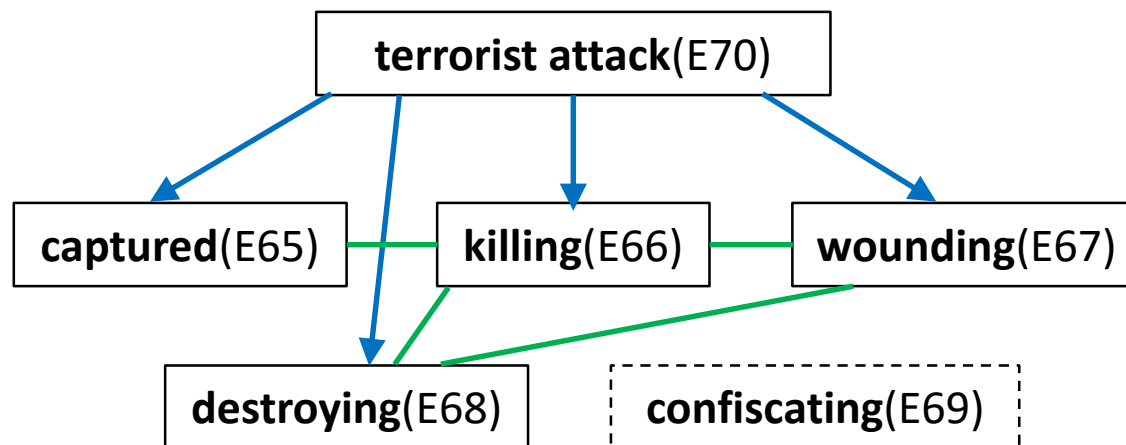 terrorist attack(E70)
captured(E65)
killing(E66)
wounding(E67)
destroying(E68)
confiscating(E69)